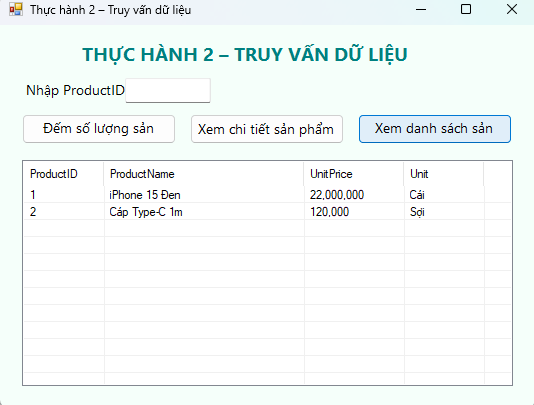 Thực hành 2 – Truy vấn dữ liệu
THỰC HÀNH 2 – TRUY VẤN DỮ LIỆU
Nhập ProductID
Đếm số lượng sản Xem chi tiết sản phẩm Xem danh sách sản
ProductID ProductName UnitPrice Unit
1 iPhone 15 Đen 22,000,000 Cái
2 Cáp Type-C 1m 120,000 Sợi